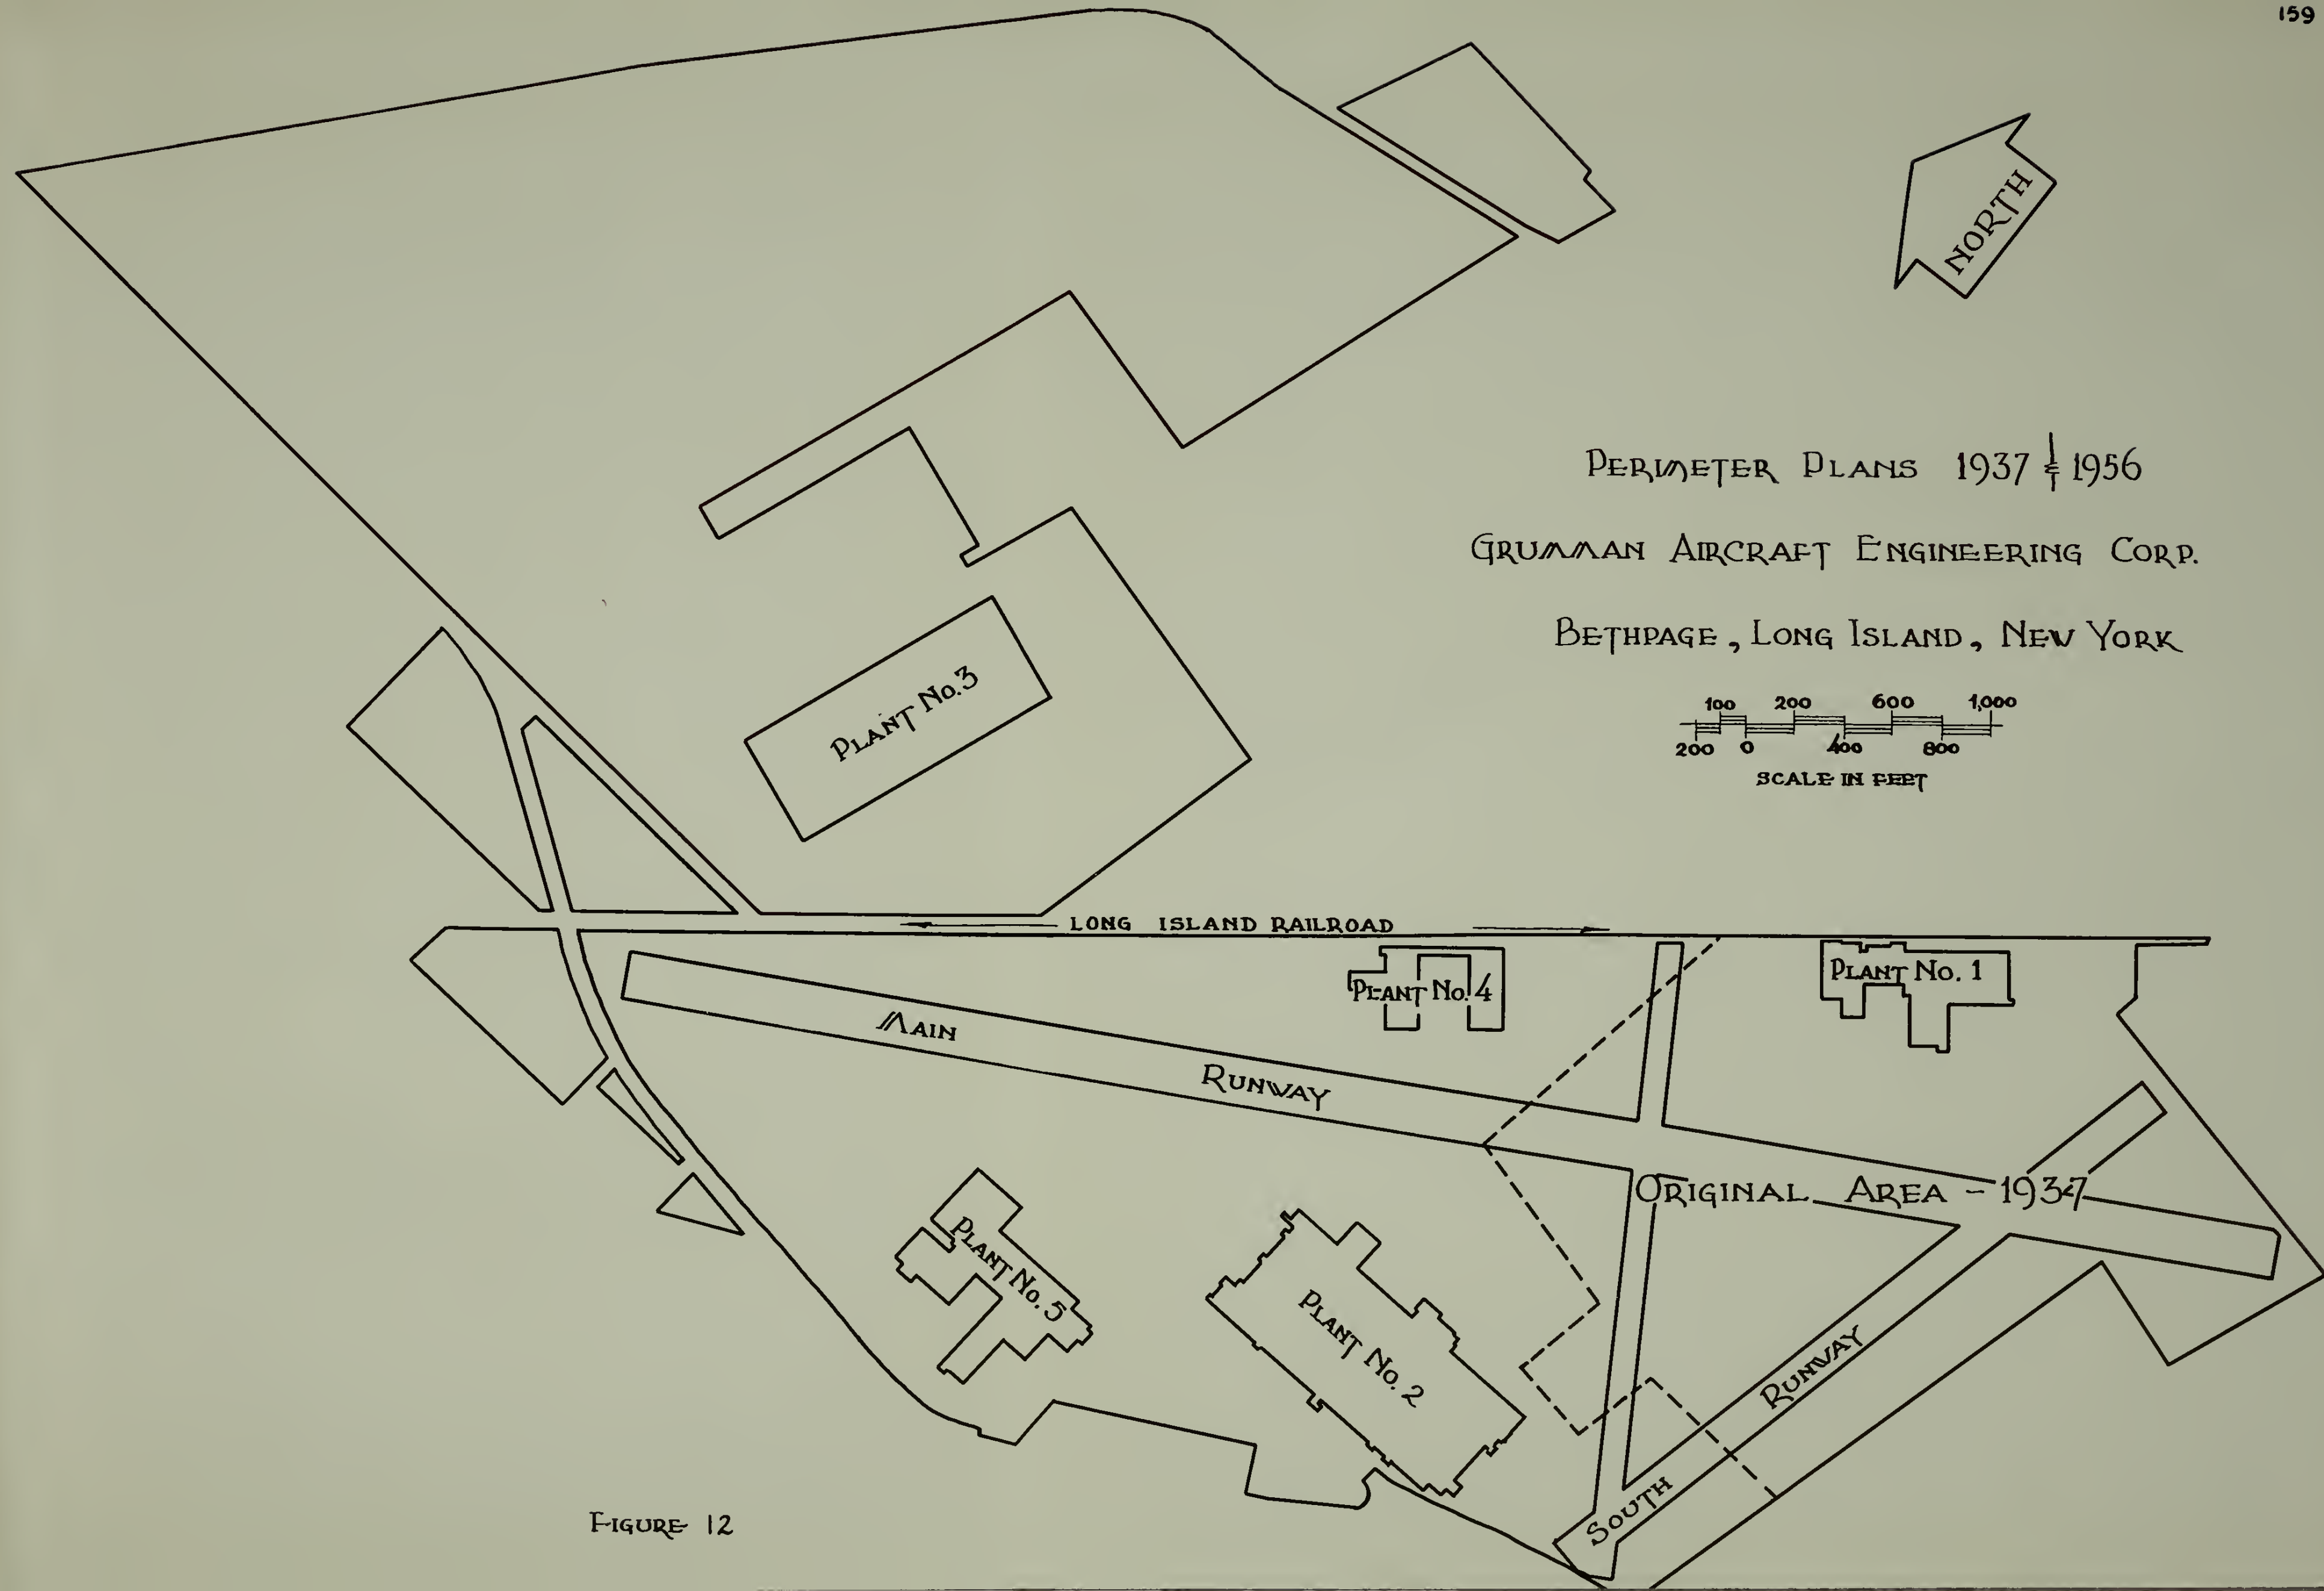 159
NORTH
PERIMETER PLANS 1937 & 1956
GRUMMAN AIRCRAFT ENGINEERING CORP.
BETHPAGE, LONG ISLAND, NEW YORK
100 200 600 1,000
200 0 400 800
SCALE IN FEET
PLANT No. 3
LONG ISLAND RAILROAD
PLANT No. 4
PLANT No. 1
MAIN RUNWAY
ORIGINAL AREA - 1937
PLANT No. 5
PLANT No. 2
SOUTH RUNWAY
FIGURE 12